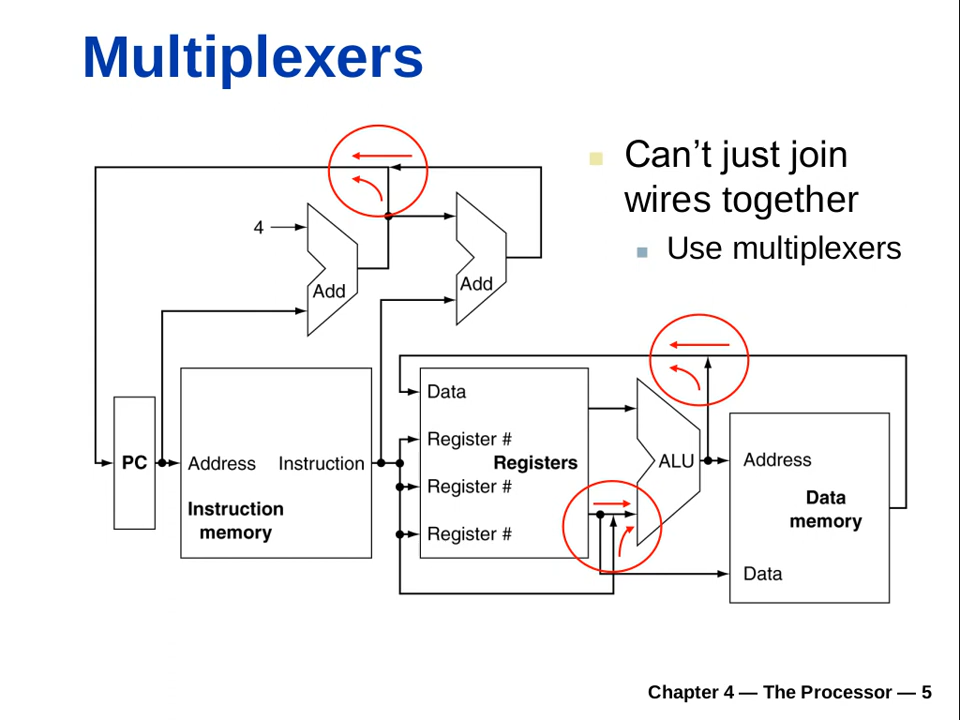 Multiplexers
Can’t just join
wires together
Use multiplexers
4
Add
Add
Data
Register #
Registers
Register #
Register #
ALU
Address
Data
memory
Data
PC
Address
Instruction
Instruction
memory
Chapter 4 — The Processor — 5